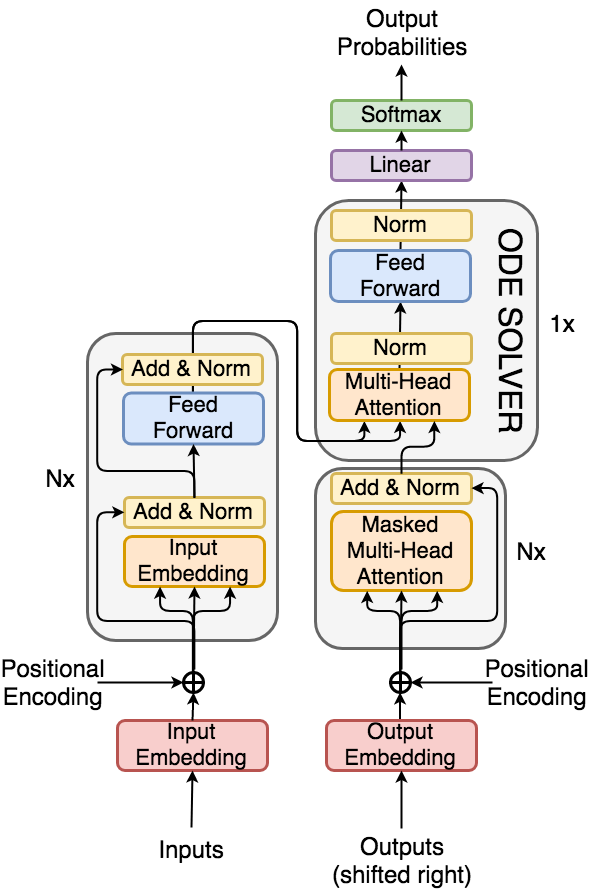 Output
Probabilities
Softmax
Linear
Norm
Feed
Forward
ODE SOLVER
1x
Norm
Multi-Head
Attention
Add & Norm
Feed
Forward
Nx
Add & Norm
Input
Embedding
Add & Norm
Masked
Multi-Head
Attention
Nx
Positional
Encoding
Positional
Encoding
Input
Embedding
Output
Embedding
Inputs
Outputs
(shifted right)